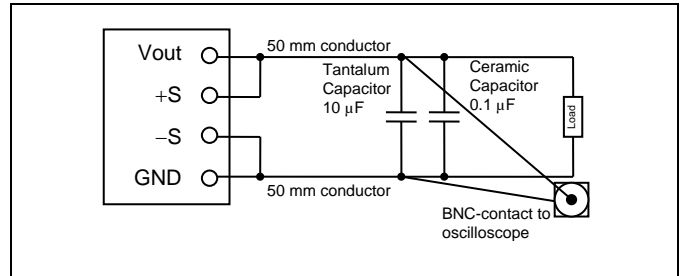 Vout
50 mm conductor
Tantalum
Capacitor
10 μF
Ceramic
Capacitor
0.1 μF
+S
−S
GND
Load
50 mm conductor
BNC-contact to
oscilloscope